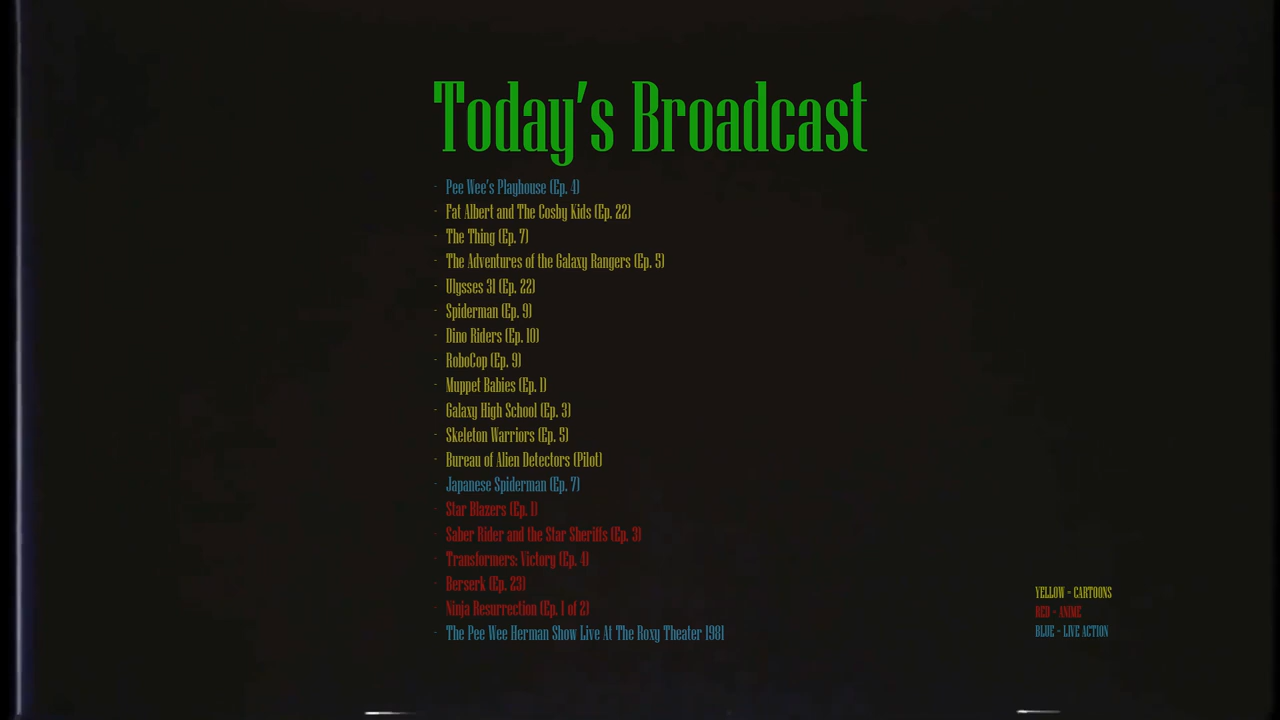 Today's Broadcast
- Pee Wee's Playhouse (Ep. 4)
- Fat Albert and The Cosby Kids (Ep. 22)
- The Thing (Ep. 7)
- The Adventures of the Galaxy Rangers (Ep. 5)
- Ulysses 31 (Ep. 22)
- Spiderman (Ep. 9)
- Dino Riders (Ep. 10)
- RoboCop (Ep. 9)
- Muppet Babies (Ep. 1)
- Galaxy High School (Ep. 3)
- Skeleton Warriors (Ep. 5)
- Bureau of Alien Detectors (Pilot)
- Japanese Spiderman (Ep. 7)
- Star Blazers (Ep. 1)
- Saber Rider and the Star Sheriffs (Ep. 3)
- Transformers: Victory (Ep. 4)
- Berserk (Ep. 23)
- Ninja Resurrection (Ep. 1 of 2)
- The Pee Wee Herman Show Live At The Roxy Theater 1981
YELLOW = CARTOONS
RED = ANIME
BLUE = LIVE ACTION